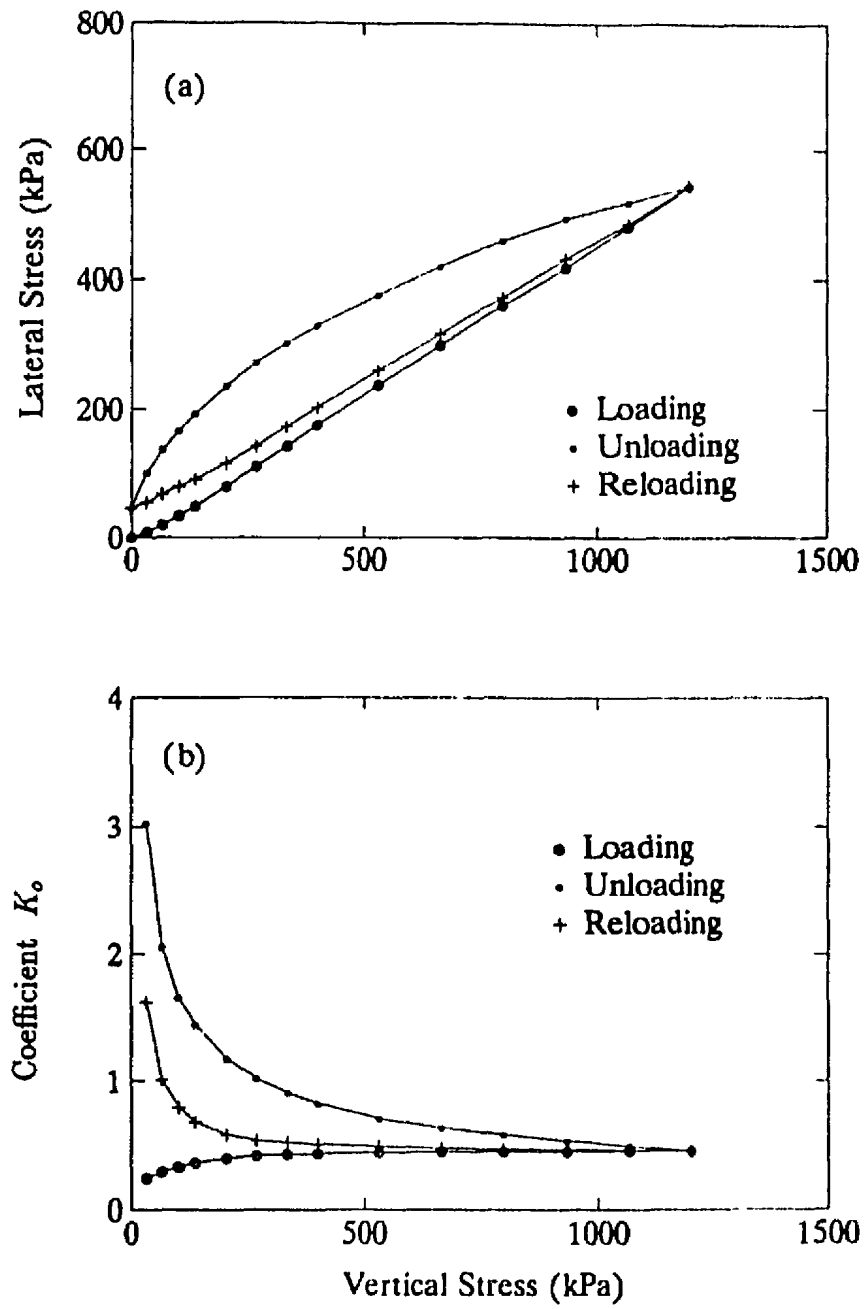 800
(a)
600
Lateral Stress (kPa)
400
Loading
200
Unloading
Reloading
0
0 500 1000 1500
4
(b)
3
Loading
Unloading
Coefficient K_o
2
Reloading
1
0
0 500 1000 1500
Vertical Stress (kPa)